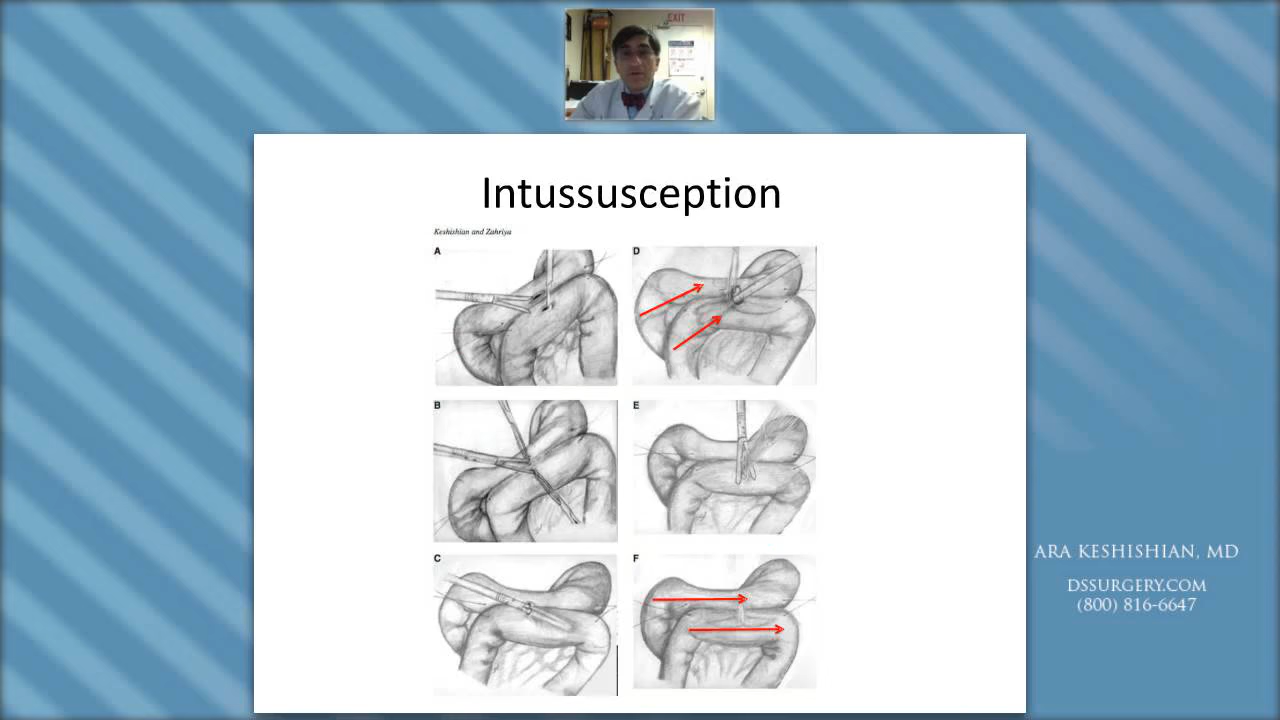 EXIT
Intussusception
Keshishian and Zahriya
A
D
B
E
C
F
ARA KESHISHIAN, MD
DSSURGERY.COM
(800) 816-6647